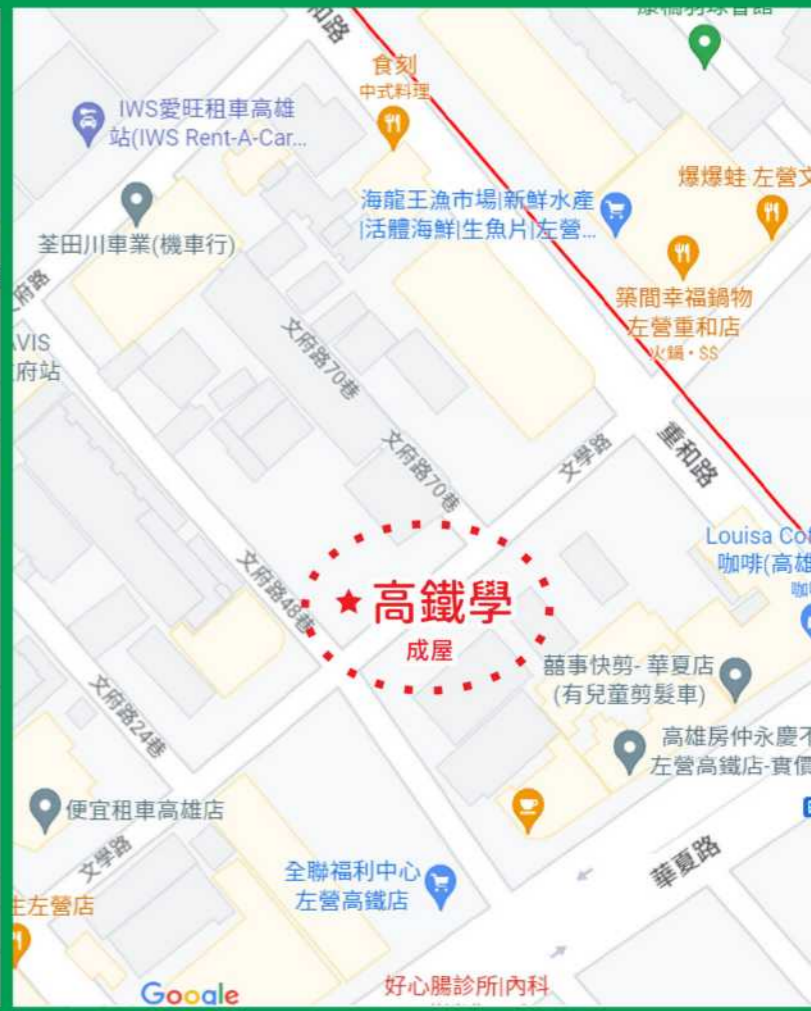 和路
食刻
中式料理
IWS愛旺租車高雄
站(IWS Rent-A-Car...
爆爆蛙 左營文
海龍王漁市場|新鮮水產
|活體海鮮|生魚片|左營...
荃田川車業(機車行)
府路
築間幸福鍋物
左營重和店
火鍋・$$
AVIS
府站
文府路70巷
文府路70巷
文學路
重和路
Louisa Cof
咖啡(高雄
文府路48巷
★高鐵學
成屋
囍事快剪- 華夏店
(有兒童剪髮車)
文府路24巷
高雄房仲永慶不
左營高鐵店-實價
便宜租車高雄店
文學路
華夏路
全聯福利中心
左營高鐵店
生左營店
Google
好心腸診所|內科